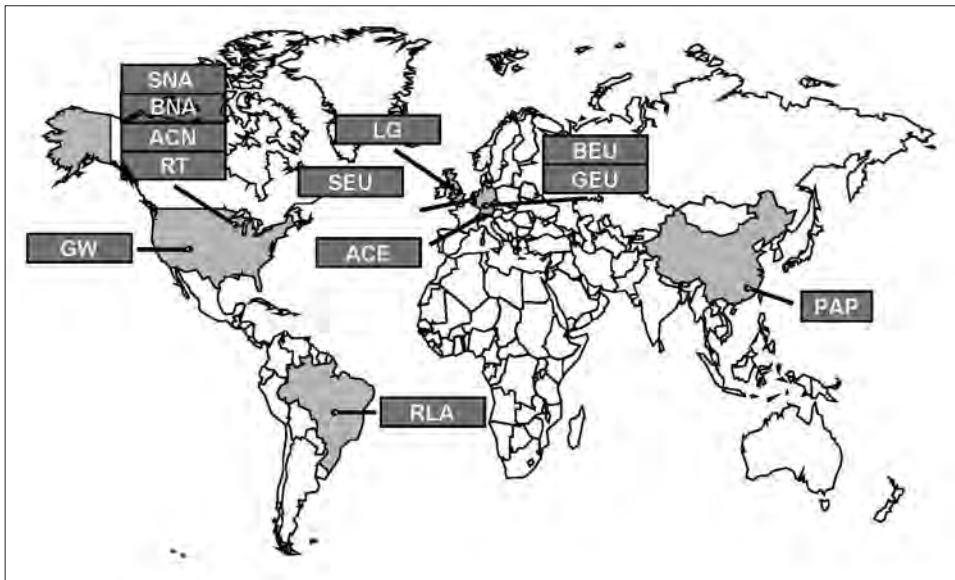 SNA
BNA
ACN
RT
LG
BEU
GEU
SEU
GW
ACE
PAP
RLA